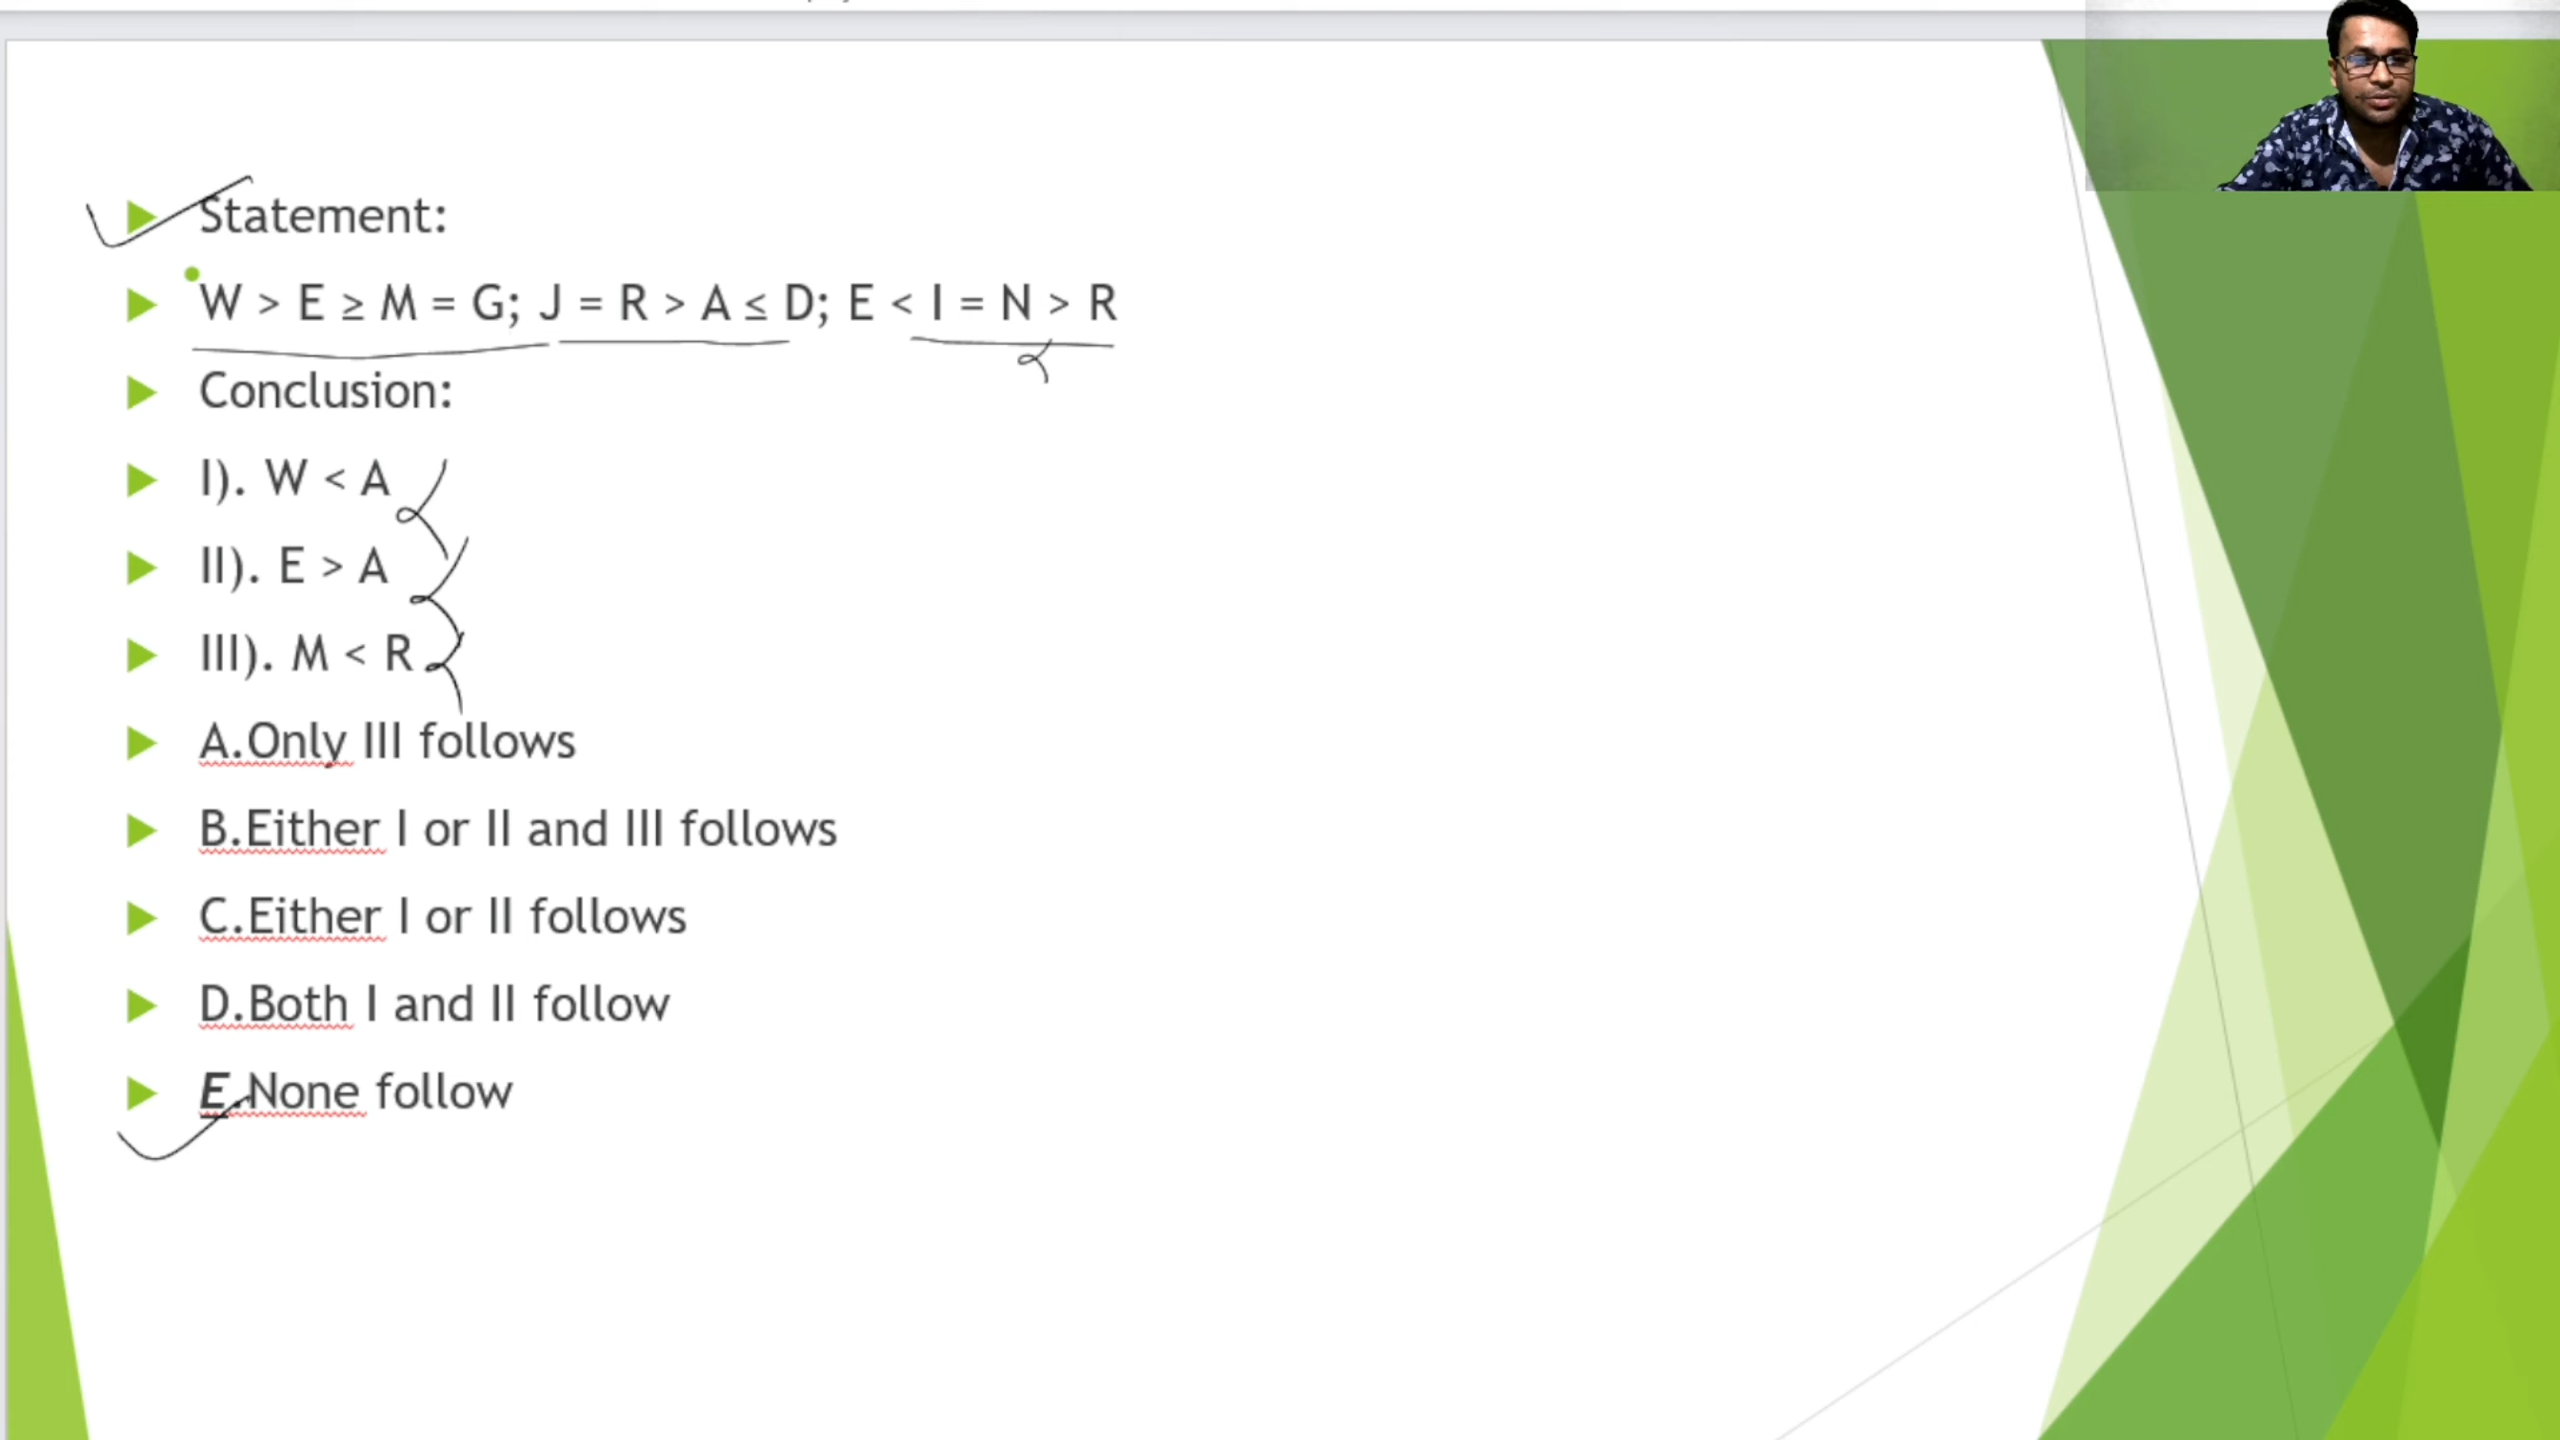 Statement:
W > E ≥ M = G; J = R > A ≤ D; E < I = N > R
Conclusion:
I). W < A
II). E > A
III). M < R
A.Only III follows
B.Either I or II and III follows
C.Either I or II follows
D.Both I and II follow
E.None follow